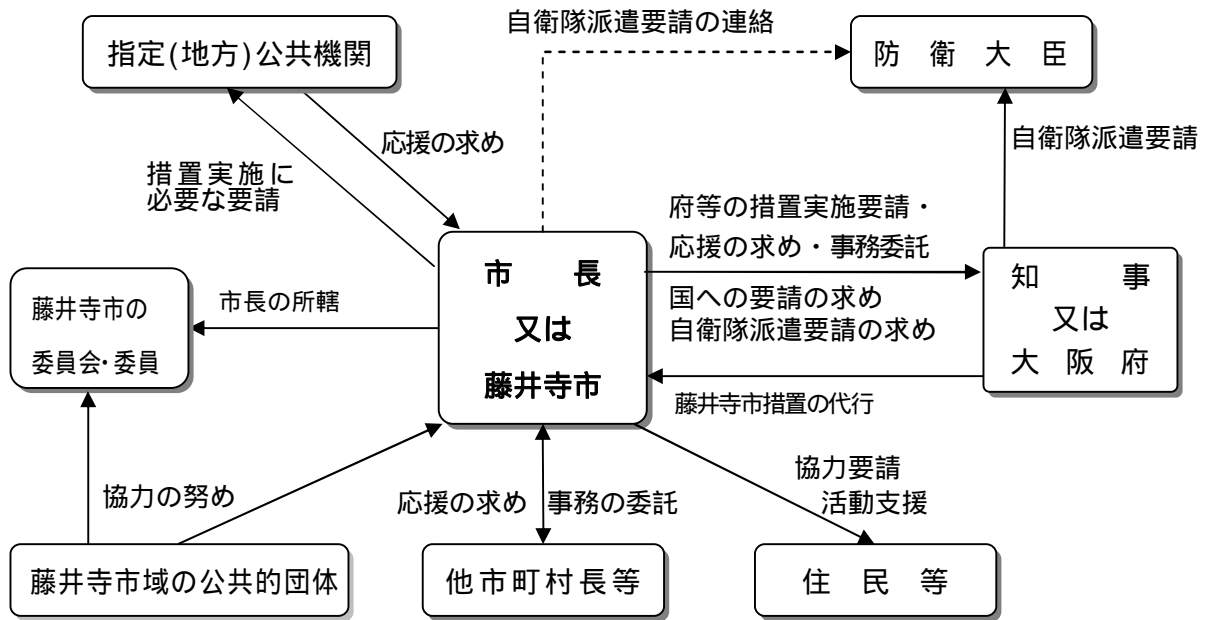 自衛隊派遣要請の連絡
指定(地方)公共機関
防衛大臣
自衛隊派遣要請
応援の求め
措置実施に
必要な要請
府等の措置実施要請・
応援の求め・事務委託
市長
又は
藤井寺市
知事
又は
大阪府
国への要請の求め
自衛隊派遣要請の求め
市長の所轄
藤井寺市の
委員会・委員
藤井寺市措置の代行
協力の努め
応援の求め
事務の委託
協力要請
活動支援
藤井寺市域の公共的団体
他市町村長等
住民等